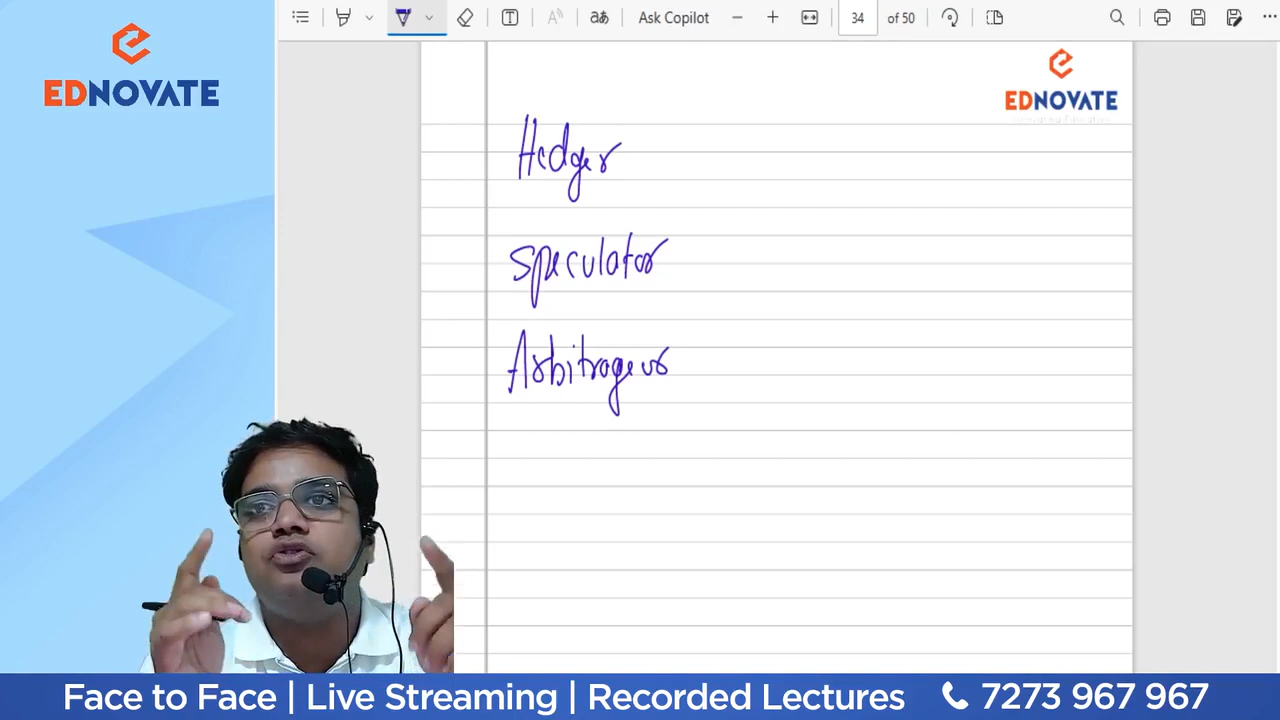 EDNOVATE
Ask Copilot
34 of 50
EDNOVATE
Hedger
Speculator
Arbitrageur
Face to Face | Live Streaming | Recorded Lectures 7273 967 967